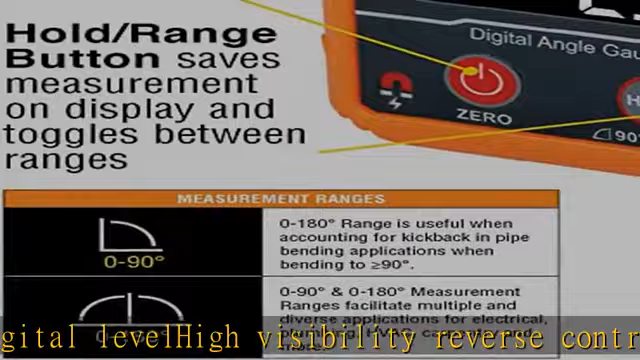 Hold/Range
Button saves
measurement
on display and
toggles between
ranges
Digital Angle Gau
ZERO
H
90°
MEASUREMENT RANGES
0-90°
0-180° Range is useful when
accounting for kickback in pipe
bending applications when
bending to ≥90°.
0-90° & 0-180° Measurement
Ranges facilitate multiple and
diverse applications for electrical,
gital levelHigh visibility reverse contr